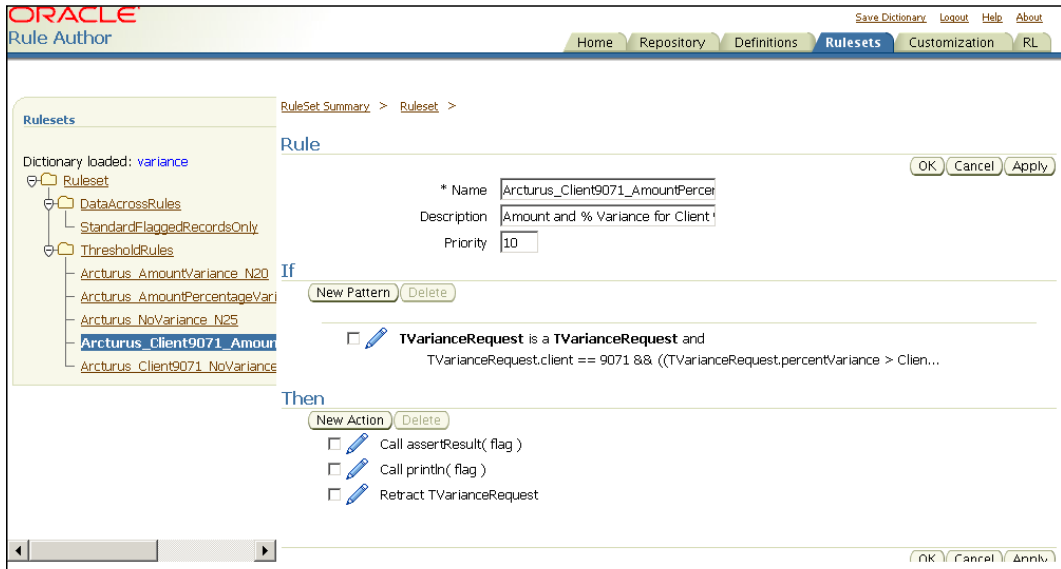 ORACLE
Rule Author
Save Dictionary Logout Help About
Home Repository Definitions Rulesets Customization RL
Rulesets
Dictionary loaded: variance
Ruleset
DataAcrossRules
StandardFlaggedRecordsOnly
ThresholdRules
Arcturus_AmountVariance_N20
Arcturus_AmountPercentageVari
Arcturus_NoVariance_N25
Arcturus_Client9071_Amoun
Arcturus_Client9071_NoVariance
RuleSet Summary > Ruleset >
Rule
OK Cancel Apply
* Name Arcturus_Client9071_AmountPercer
Description Amount and % Variance for Client
Priority 10
If
New Pattern Delete
TVarianceRequest is a TVarianceRequest and
TVarianceRequest.client == 9071 && ((TVarianceRequest.percentVariance > Clien...
Then
New Action Delete
Call assertResult( flag )
Call println( flag )
Retract TVarianceRequest
OK Cancel Apply